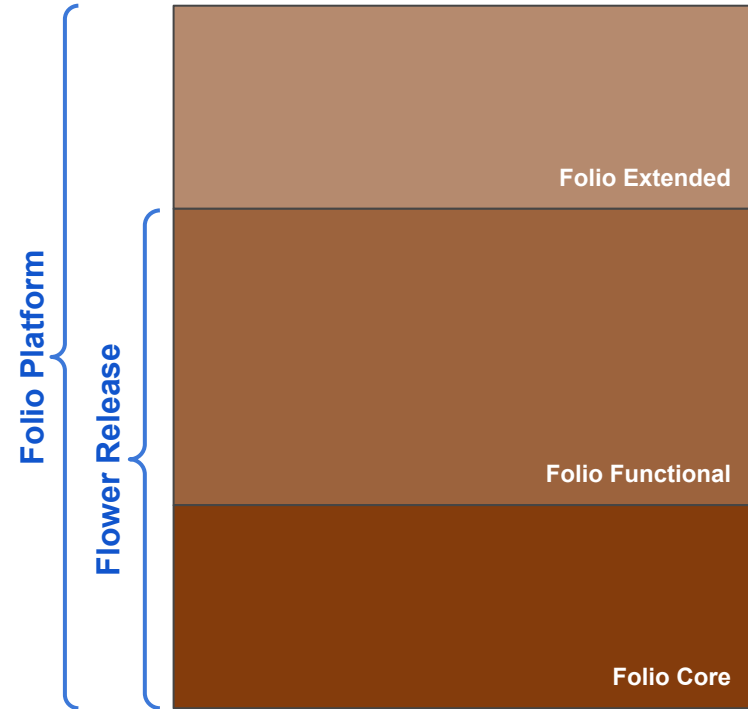 Folio Platform
Flower Release
Folio Extended
Folio Functional
Folio Core